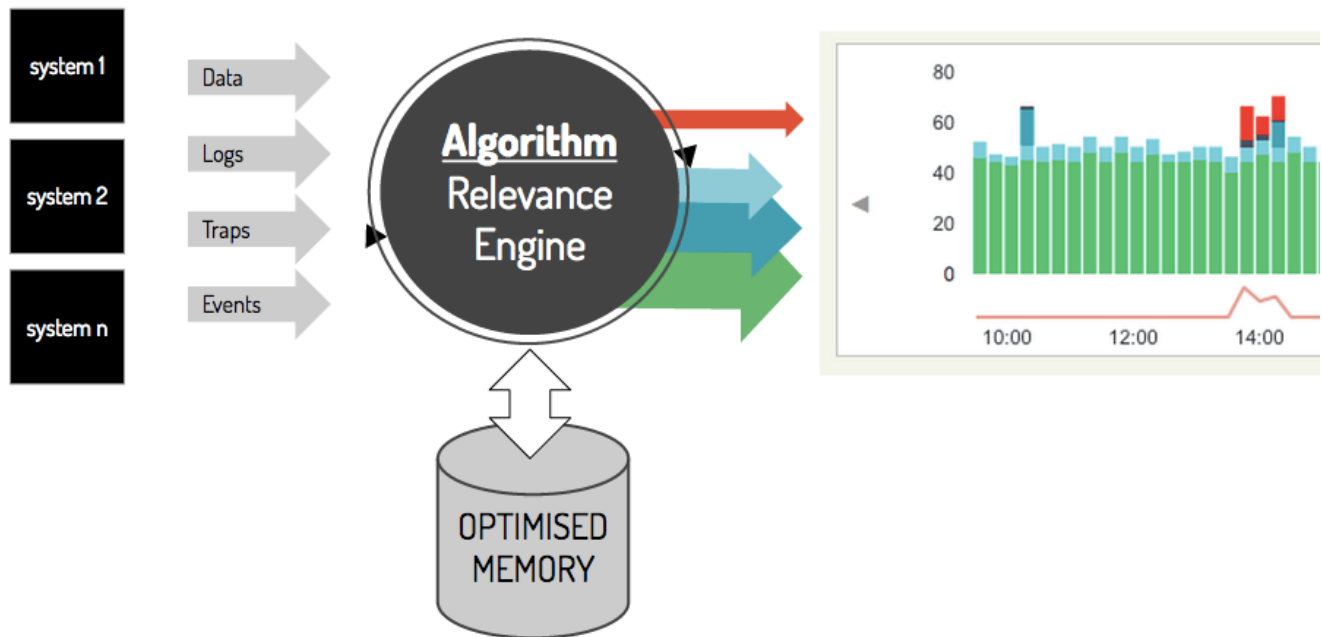 system 1
system 2
system n
Data
Logs
Traps
Events
Algorithm
Relevance
Engine
OPTIMISED
MEMORY
80
60
40
20
0
10:00
12:00
14:00